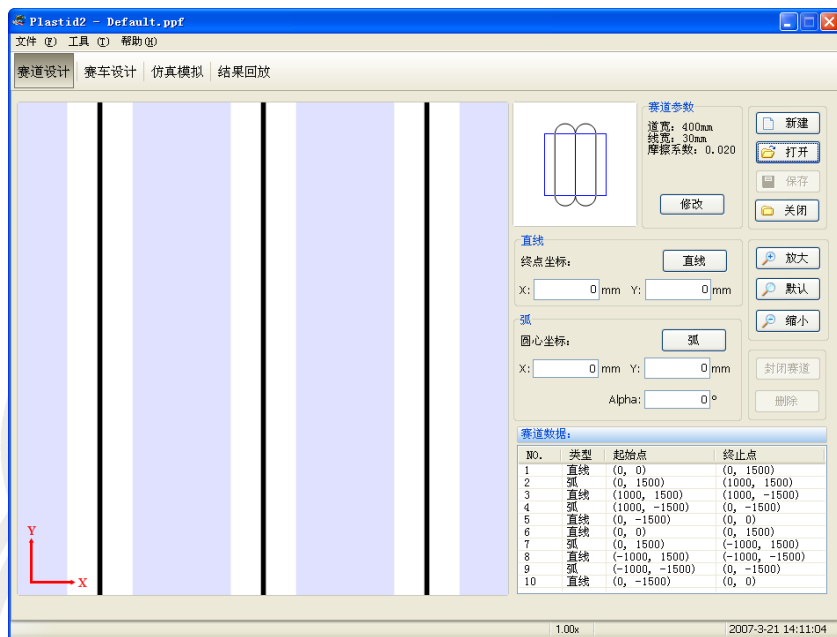 Plastid2 - Default.ppf
文件 (F) 工具 (T) 帮助(H)
赛道设计 赛车设计 仿真模拟 结果回放
赛道参数
道宽: 400mm
线宽: 30mm
摩擦系数: 0.020
修改
新建
打开
保存
关闭
直线
终点坐标: 直线
X: 0 mm Y: 0 mm
放大
默认
缩小
弧
圆心坐标: 弧
X: 0 mm Y: 0 mm
Alpha: 0 °
封闭赛道
删除
赛道数据:
NO. 类型 起始点 终止点
1 直线 (0, 0) (0, 1500)
2 弧 (0, 1500) (1000, 1500)
3 直线 (1000, 1500) (1000, -1500)
4 弧 (1000, -1500) (0, -1500)
5 直线 (0, -1500) (0, 0)
6 直线 (0, 0) (0, 1500)
7 弧 (0, 1500) (-1000, 1500)
8 直线 (-1000, 1500) (-1000, -1500)
9 弧 (-1000, -1500) (0, -1500)
10 直线 (0, -1500) (0, 0)
Y
X
1.00x 2007-3-21 14:11:04